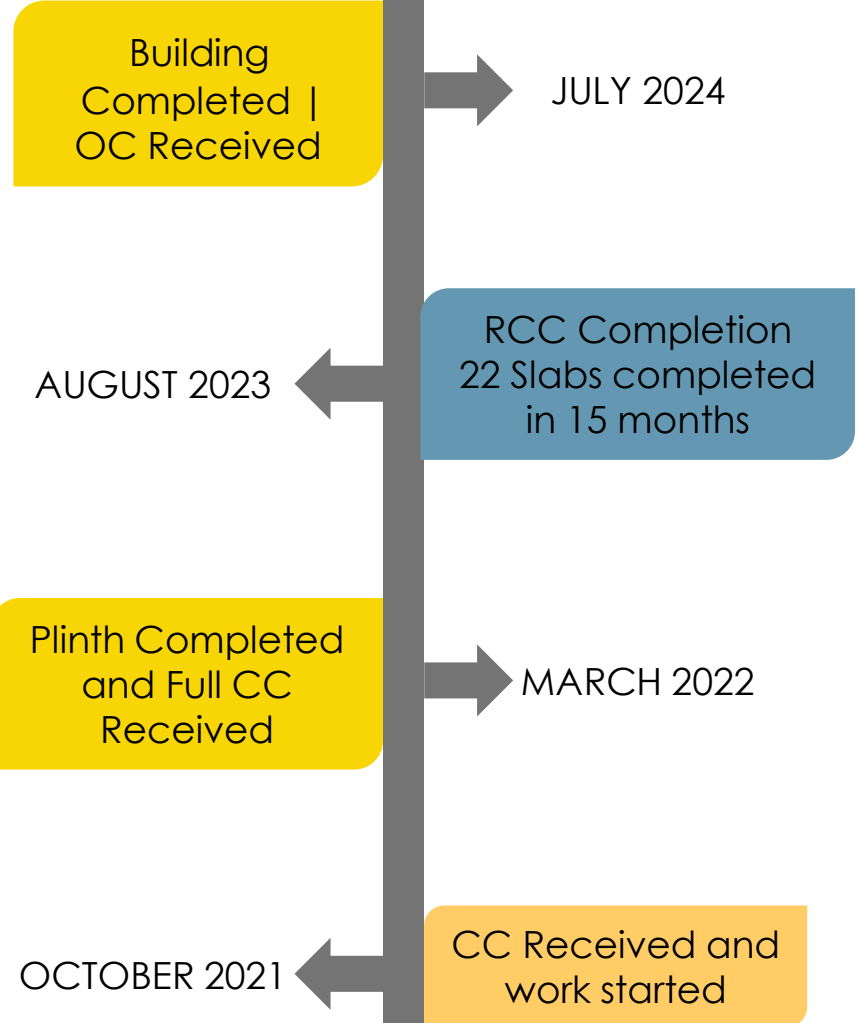 Building
Completed |
OC Received
JULY 2024
RCC Completion
22 Slabs completed
in 15 months
AUGUST 2023
Plinth Completed
and Full CC
Received
MARCH 2022
CC Received and
work started
OCTOBER 2021